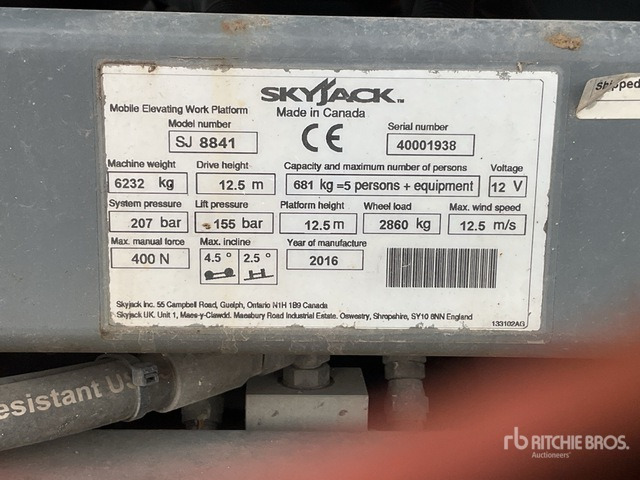 SKYJACK™
Mobile Elevating Work Platform
Made in Canada
Model number
SJ 8841
CE
Serial number
40001938
Machine weight Drive height Capacity and maximum number of persons Voltage
6232 kg 12.5 m 681 kg =5 persons + equipment 12 V
System pressure Lift pressure Platform height Wheel load Max. wind speed
207 bar 155 bar 12.5 m 2860 kg 12.5 m/s
Max. manual force Max. incline Year of manufacture
400 N 4.5 ° 2.5 ° 2016
Skyjack Inc. 55 Campbell Road, Guelph, Ontario N1H 1B9 Canada
Skyjack UK. Unit 1, Maes-y-Clawdd. Maesbury Road Industrial Estate. Oswestry, Shropshire, SY10 8NN England
133102AG
Shipped
esistant US
rb RITCHIE BROS.
Auctioneers